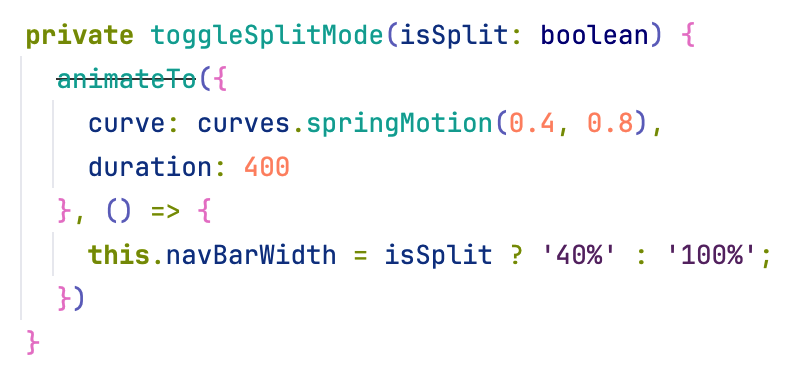 private toggleSplitMode(isSplit: boolean) {
  animateTo({
    curve: curves.springMotion(0.4, 0.8),
    duration: 400
  }, () => {
    this.navBarWidth = isSplit ? '40%' : '100%';
  })
}